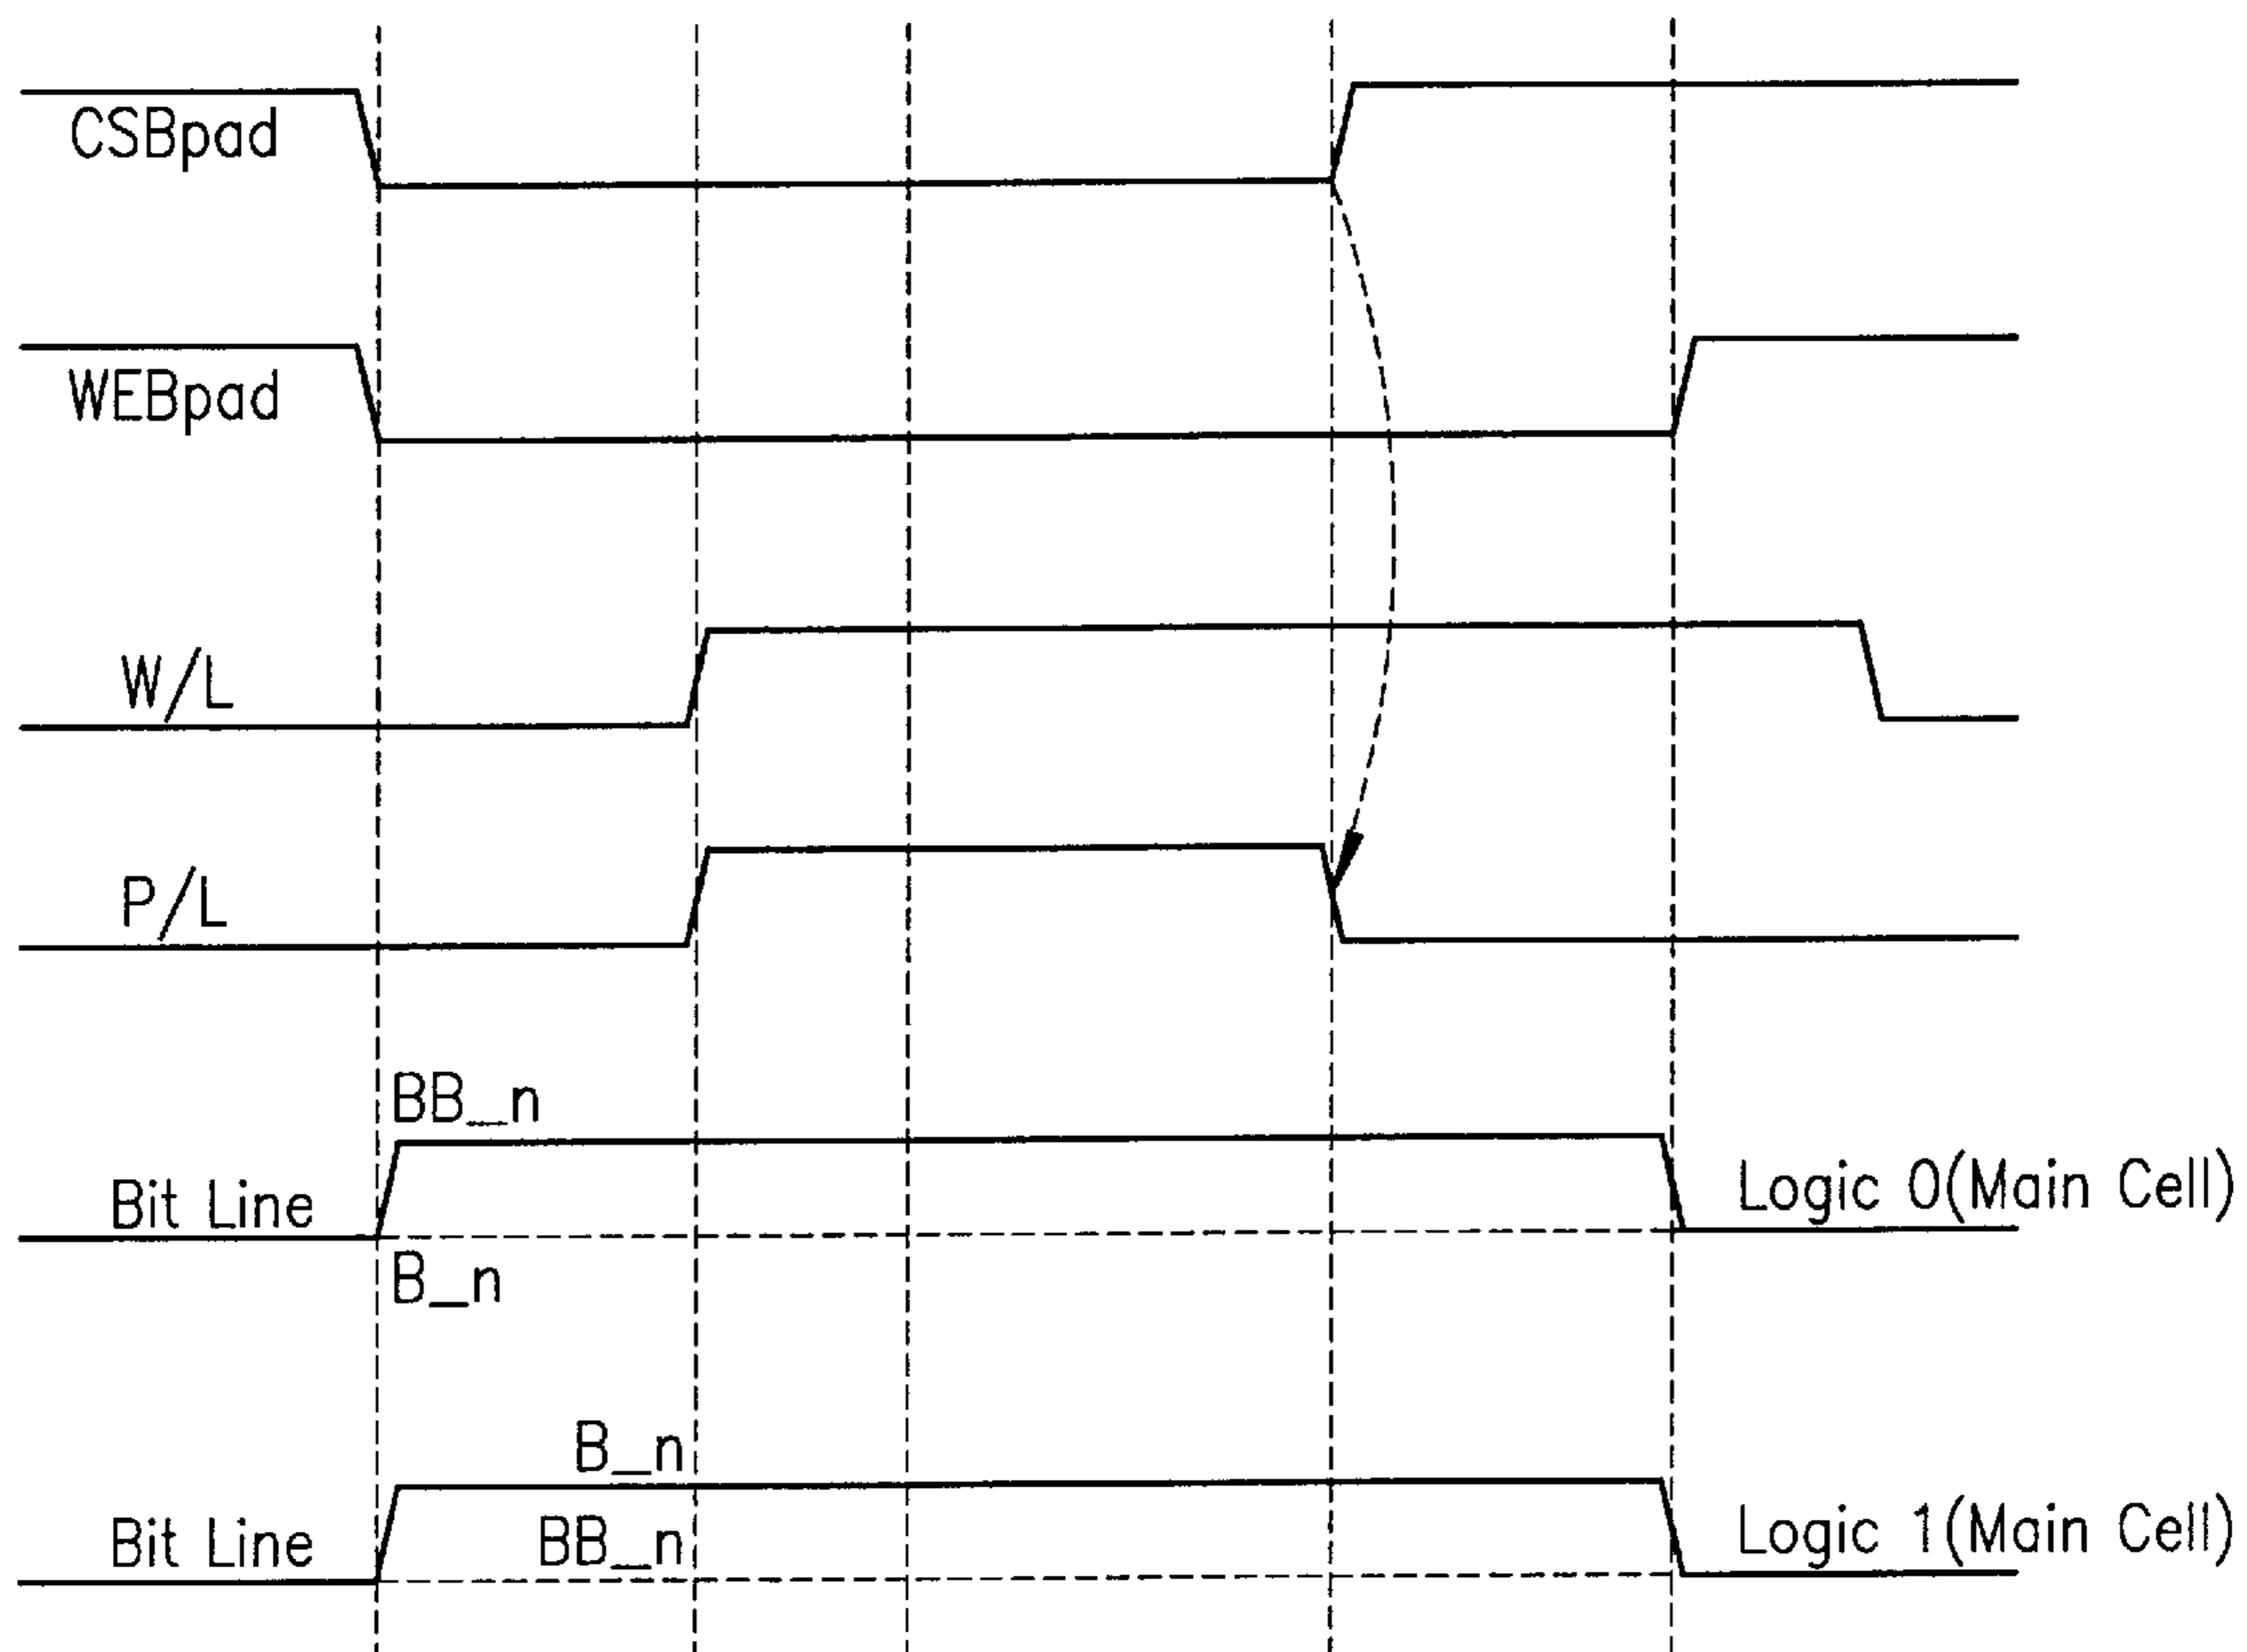 CSBpad
WEBpad
W/L
P/L
BB_n
Bit Line
Logic 0(Main Cell)
B_n
B_n
Bit Line
BB_n
Logic 1(Main Cell)